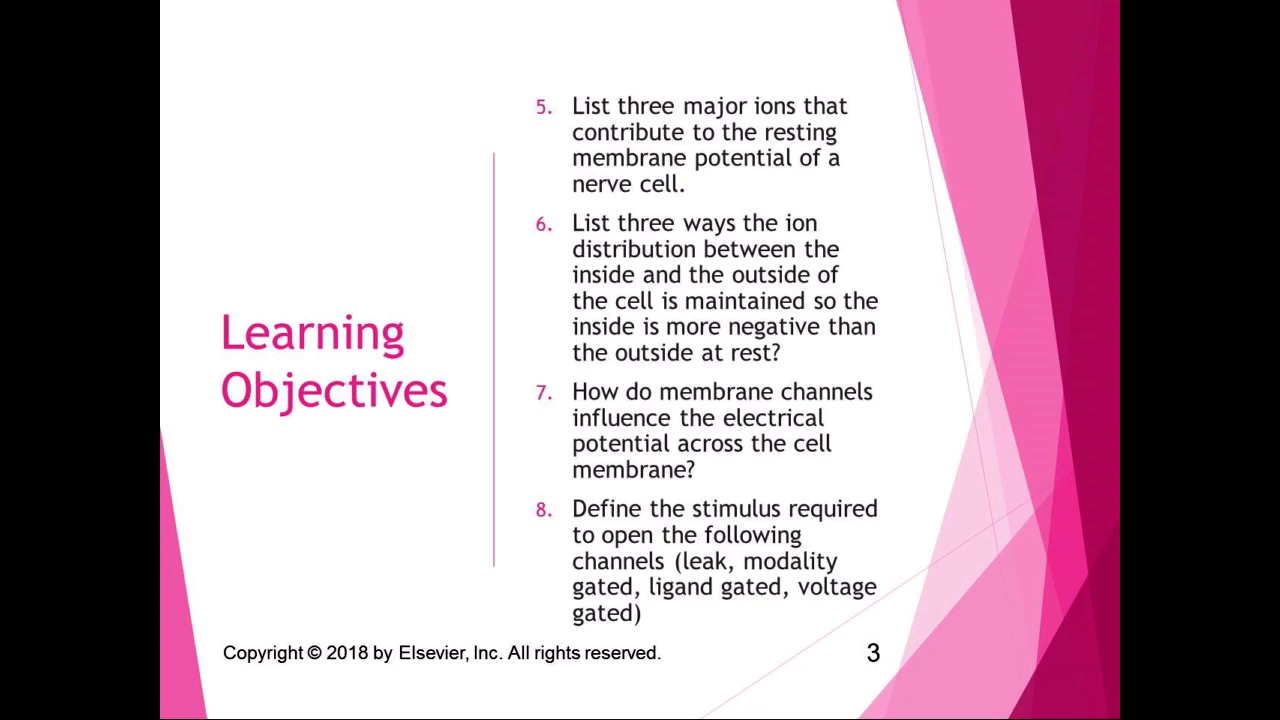 Learning
Objectives
5. List three major ions that
contribute to the resting
membrane potential of a
nerve cell.
6. List three ways the ion
distribution between the
inside and the outside of
the cell is maintained so the
inside is more negative than
the outside at rest?
7. How do membrane channels
influence the electrical
potential across the cell
membrane?
8. Define the stimulus required
to open the following
channels (leak, modality
gated, ligand gated, voltage
gated)
Copyright © 2018 by Elsevier, Inc. All rights reserved.
3